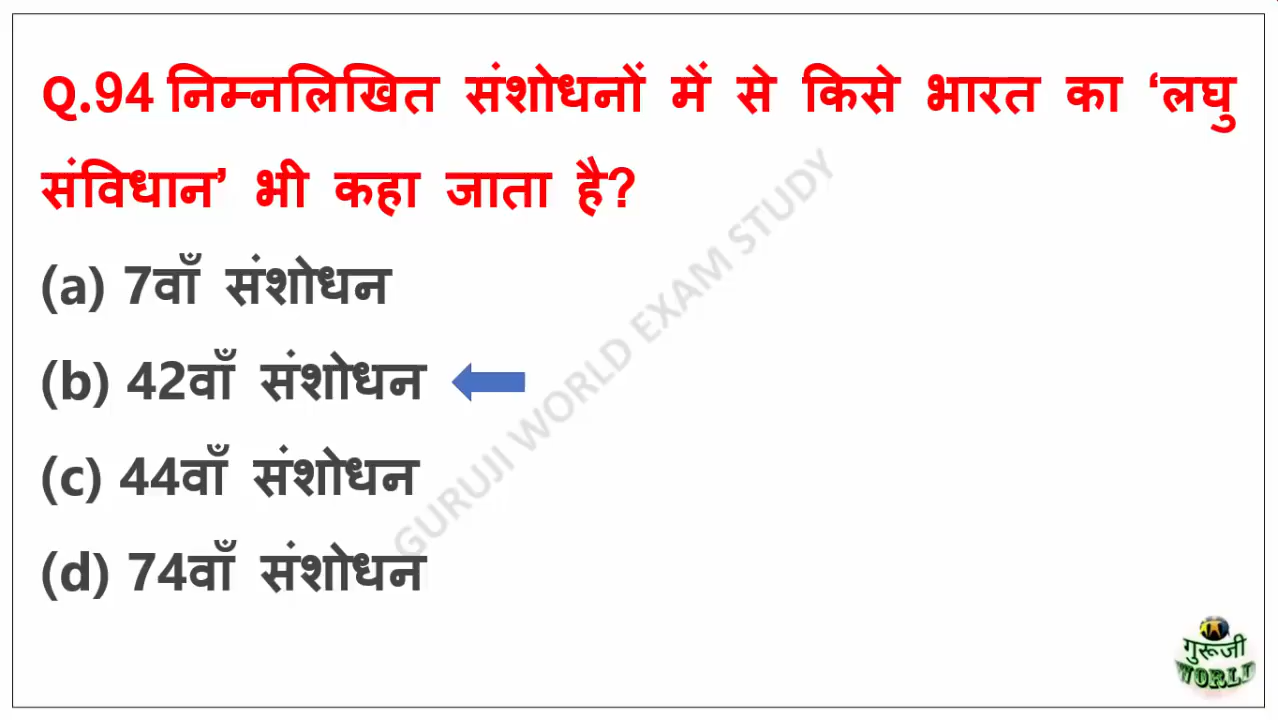 Q.94 निम्नलिखित संशोधनों में से किसे भारत का ‘लघु
संविधान’ भी कहा जाता है?
(a) 7वाँ संशोधन
(b) 42वाँ संशोधन
(c) 44वाँ संशोधन
(d) 74वाँ संशोधन
GURUJI WORLD EXAM STUDY
गुरूजी
WORLD